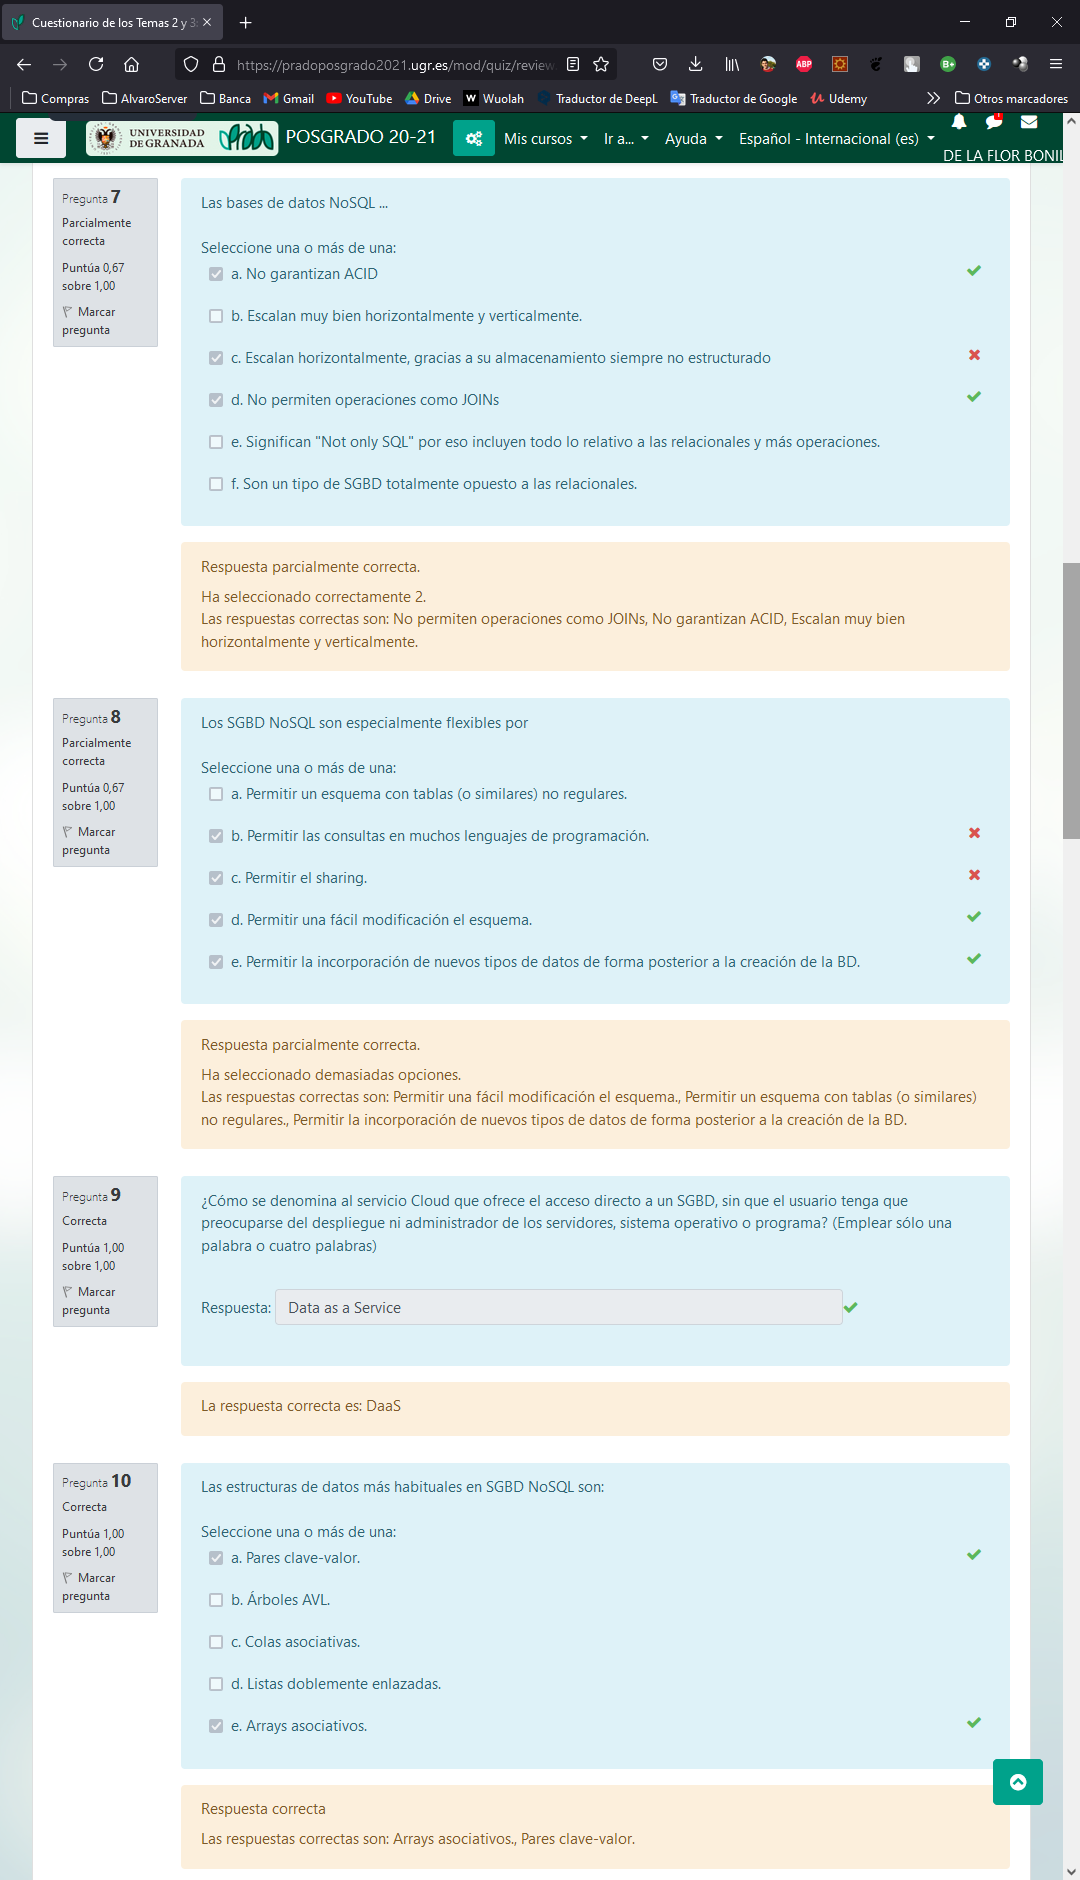 Cuestionario de los Temas 2 y 3:
https://pradoposgrado2021.ugr.es/mod/quiz/review
ABP
B+
Compras
AlvaroServer
Banca
Gmail
YouTube
Drive
W Wuolah
Traductor de DeepL
Traductor de Google
Udemy
Otros marcadores
UNIVERSIDAD
DE GRANADA
POSGRADO 20-21
Mis cursos
Ir a...
Ayuda
Español - Internacional (es)
DE LA FLOR BONIL
Pregunta 7
Parcialmente
correcta
Puntúa 0,67
sobre 1,00
Marcar
pregunta
Las bases de datos NoSQL ...
Seleccione una o más de una:
a. No garantizan ACID
b. Escalan muy bien horizontalmente y verticalmente.
c. Escalan horizontalmente, gracias a su almacenamiento siempre no estructurado
d. No permiten operaciones como JOINs
e. Significan "Not only SQL" por eso incluyen todo lo relativo a las relacionales y más operaciones.
f. Son un tipo de SGBD totalmente opuesto a las relacionales.
Respuesta parcialmente correcta.
Ha seleccionado correctamente 2.
Las respuestas correctas son: No permiten operaciones como JOINs, No garantizan ACID, Escalan muy bien
horizontalmente y verticalmente.
Pregunta 8
Parcialmente
correcta
Puntúa 0,67
sobre 1,00
Marcar
pregunta
Los SGBD NoSQL son especialmente flexibles por
Seleccione una o más de una:
a. Permitir un esquema con tablas (o similares) no regulares.
b. Permitir las consultas en muchos lenguajes de programación.
c. Permitir el sharing.
d. Permitir una fácil modificación el esquema.
e. Permitir la incorporación de nuevos tipos de datos de forma posterior a la creación de la BD.
Respuesta parcialmente correcta.
Ha seleccionado demasiadas opciones.
Las respuestas correctas son: Permitir una fácil modificación el esquema., Permitir un esquema con tablas (o similares)
no regulares., Permitir la incorporación de nuevos tipos de datos de forma posterior a la creación de la BD.
Pregunta 9
Correcta
Puntúa 1,00
sobre 1,00
Marcar
pregunta
¿Cómo se denomina al servicio Cloud que ofrece el acceso directo a un SGBD, sin que el usuario tenga que
preocuparse del despliegue ni administrador de los servidores, sistema operativo o programa? (Emplear sólo una
palabra o cuatro palabras)
Respuesta: Data as a Service
La respuesta correcta es: DaaS
Pregunta 10
Correcta
Puntúa 1,00
sobre 1,00
Marcar
pregunta
Las estructuras de datos más habituales en SGBD NoSQL son:
Seleccione una o más de una:
a. Pares clave-valor.
b. Árboles AVL.
c. Colas asociativas.
d. Listas doblemente enlazadas.
e. Arrays asociativos.
Respuesta correcta
Las respuestas correctas son: Arrays asociativos., Pares clave-valor.